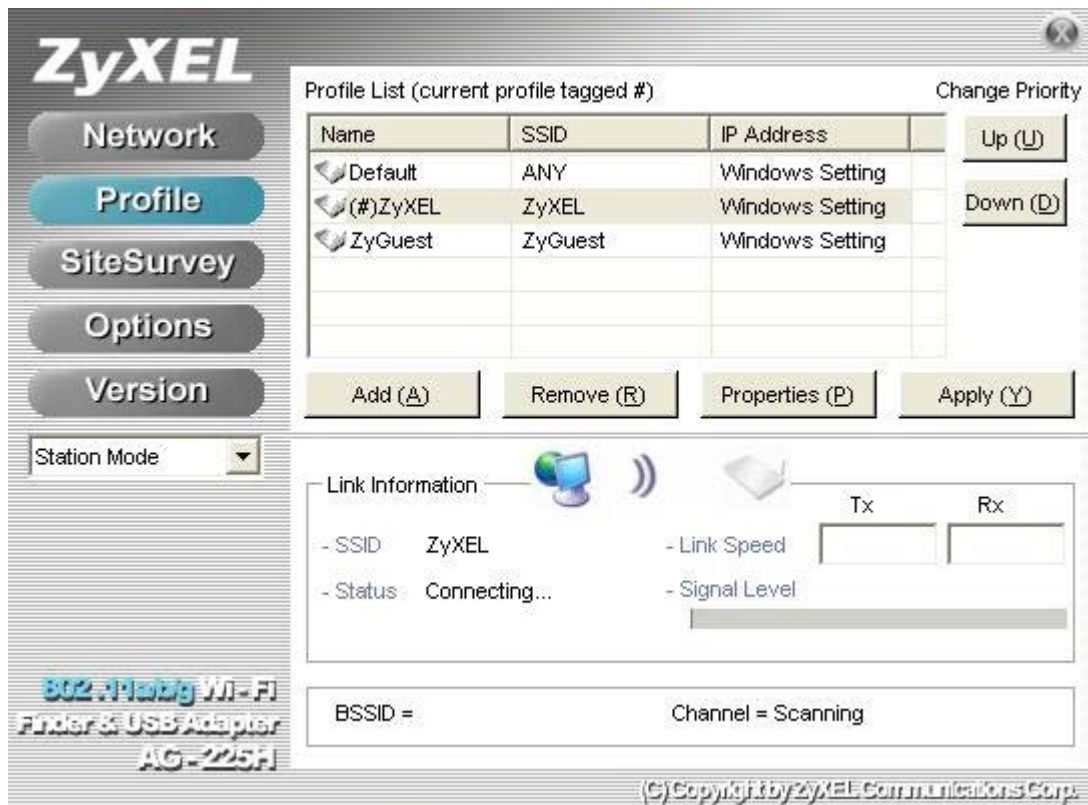 ZyXEL
Network
Profile
SiteSurvey
Options
Version
Station Mode
802.11a/b/g Wi-Fi
Finder & USB Adapter
AG-225H
Profile List (current profile tagged #)
Change Priority
Name SSID IP Address
Default ANY Windows Setting
(#)ZyXEL ZyXEL Windows Setting
ZyGuest ZyGuest Windows Setting
Up (U)
Down (D)
Add (A) Remove (R) Properties (P) Apply (Y)
Link Information
Tx Rx
- SSID ZyXEL - Link Speed
- Status Connecting... - Signal Level
BSSID = Channel = Scanning
(C) Copyright by ZyXEL Communications Corp.